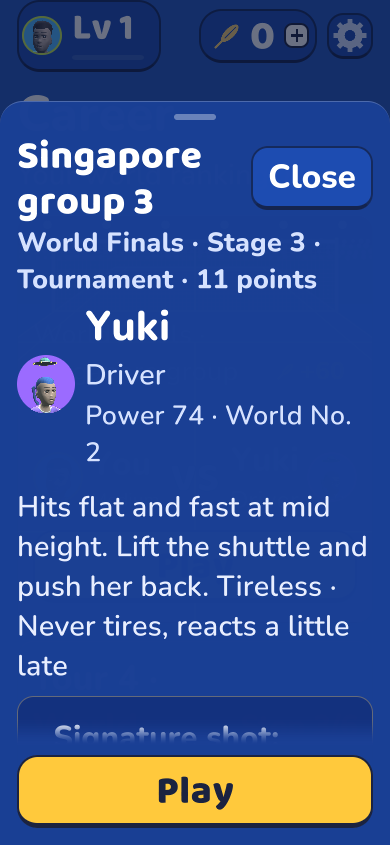 Lv 1
0
Career
Singapore
group 3
Close
World Finals · Stage 3 ·
Tournament · 11 points
Yuki
Driver
Power 74 · World No.
2
Hits flat and fast at mid
height. Lift the shuttle and
push her back. Tireless ·
Never tires, reacts a little
late
Signature shot:
Play